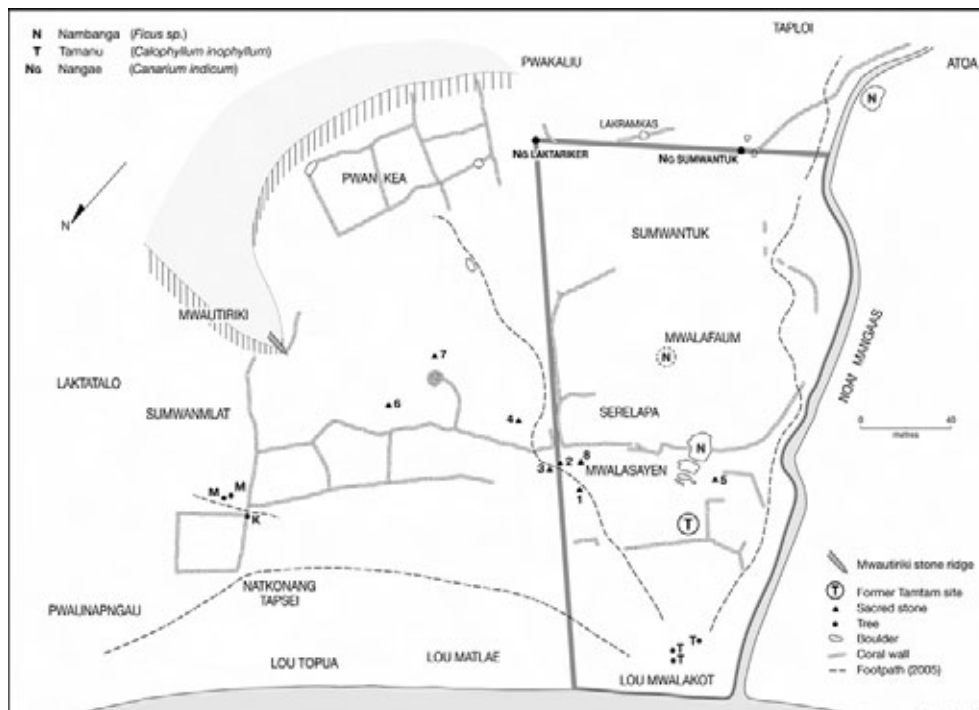 N Nambanga (Ficus sp.)
T Tamanu (Calophyllum inophyllum)
NG Nangae (Canarium indicum)
TAPLOI
PWAKALIU
ATOA
N
LAKRAMKAS
NG LAKTARIKER
NG SUMWANTUK
PWAN KEA
N
SUMWANTUK
MWAUTIRIKI
MWALAFAUM
N
NOAI MANGAAS
7
LAKTATALO
SUMWANMLAT
6
4
SERELAPA
0 40
metres
N
3 2 8
MWALASAYEN
5
M M
1
K
T
Mwautiriki stone ridge
NATKONANG
TAPSEI
T Former Tamtam site
Sacred stone
PWAUNAPNGAU
Tree
T T
T
Boulder
LOU TOPUA
LOU MATLAE
Coral wall
LOU MWALAKOT
Footpath (2005)